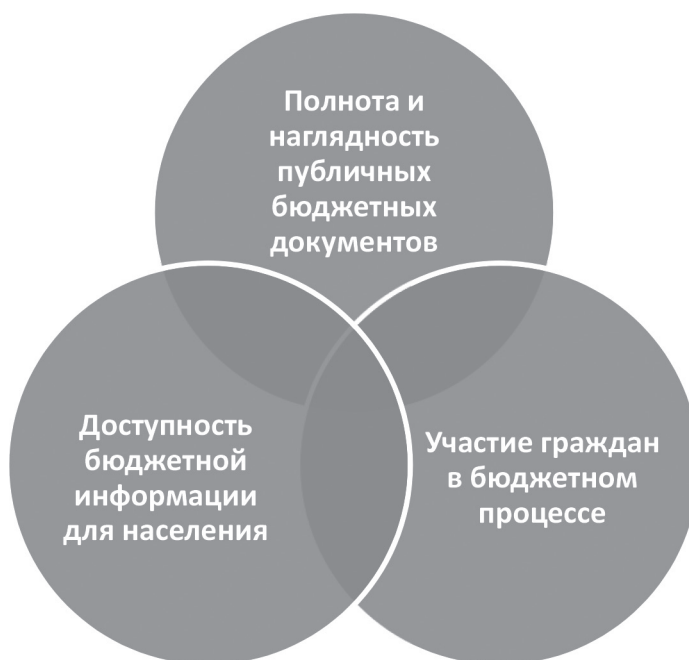 Полнота и
наглядность
публичных
бюджетных
документов
Доступность
бюджетной
информации
для населения
Участие граждан
в бюджетном
процессе